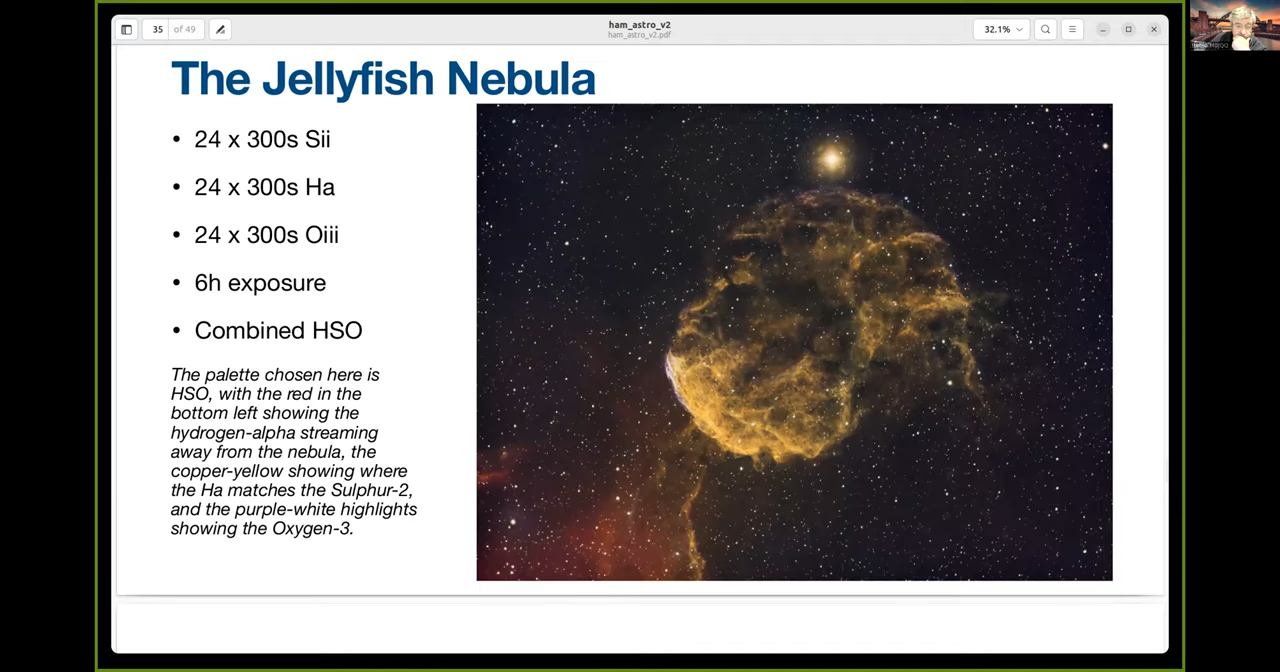 35 of 49
ham_astro_v2
ham_astro_v2.pdf
32.1%
The Jellyfish Nebula
• 24 x 300s Sii
• 24 x 300s Ha
• 24 x 300s Oiii
• 6h exposure
• Combined HSO
The palette chosen here is
HSO, with the red in the
bottom left showing the
hydrogen-alpha streaming
away from the nebula, the
copper-yellow showing where
the Ha matches the Sulphur-2,
and the purple-white highlights
showing the Oxygen-3.